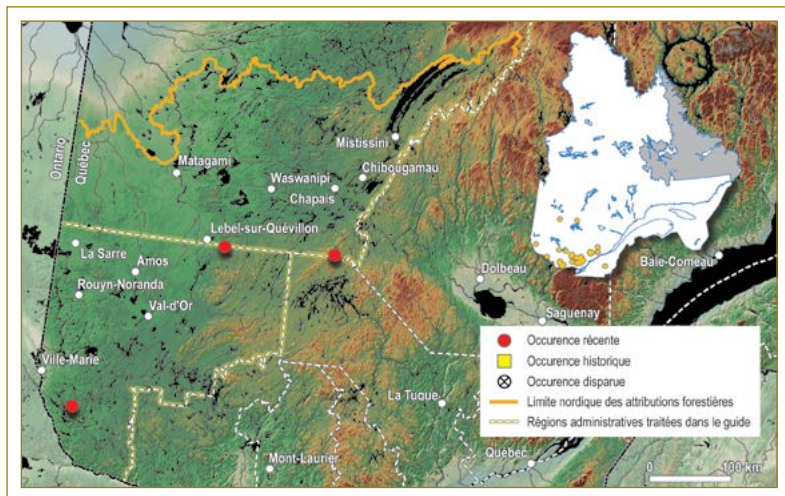 Ontario
Québec
Mistissini
Matagami
Chibougamau
Waswanipi
Chapais
Lebel-sur-Quévillon
La Sarre
Amos
Rouyn-Noranda
Val-d'Or
Ville-Marie
Dolbeau
Baie-Comeau
Saguenay
La Tuque
Mont-Laurier
Québec
Occurence récente
Occurence historique
Occurence disparue
Limite nordique des attributions forestières
Régions administratives traitées dans le guide
0 100 km